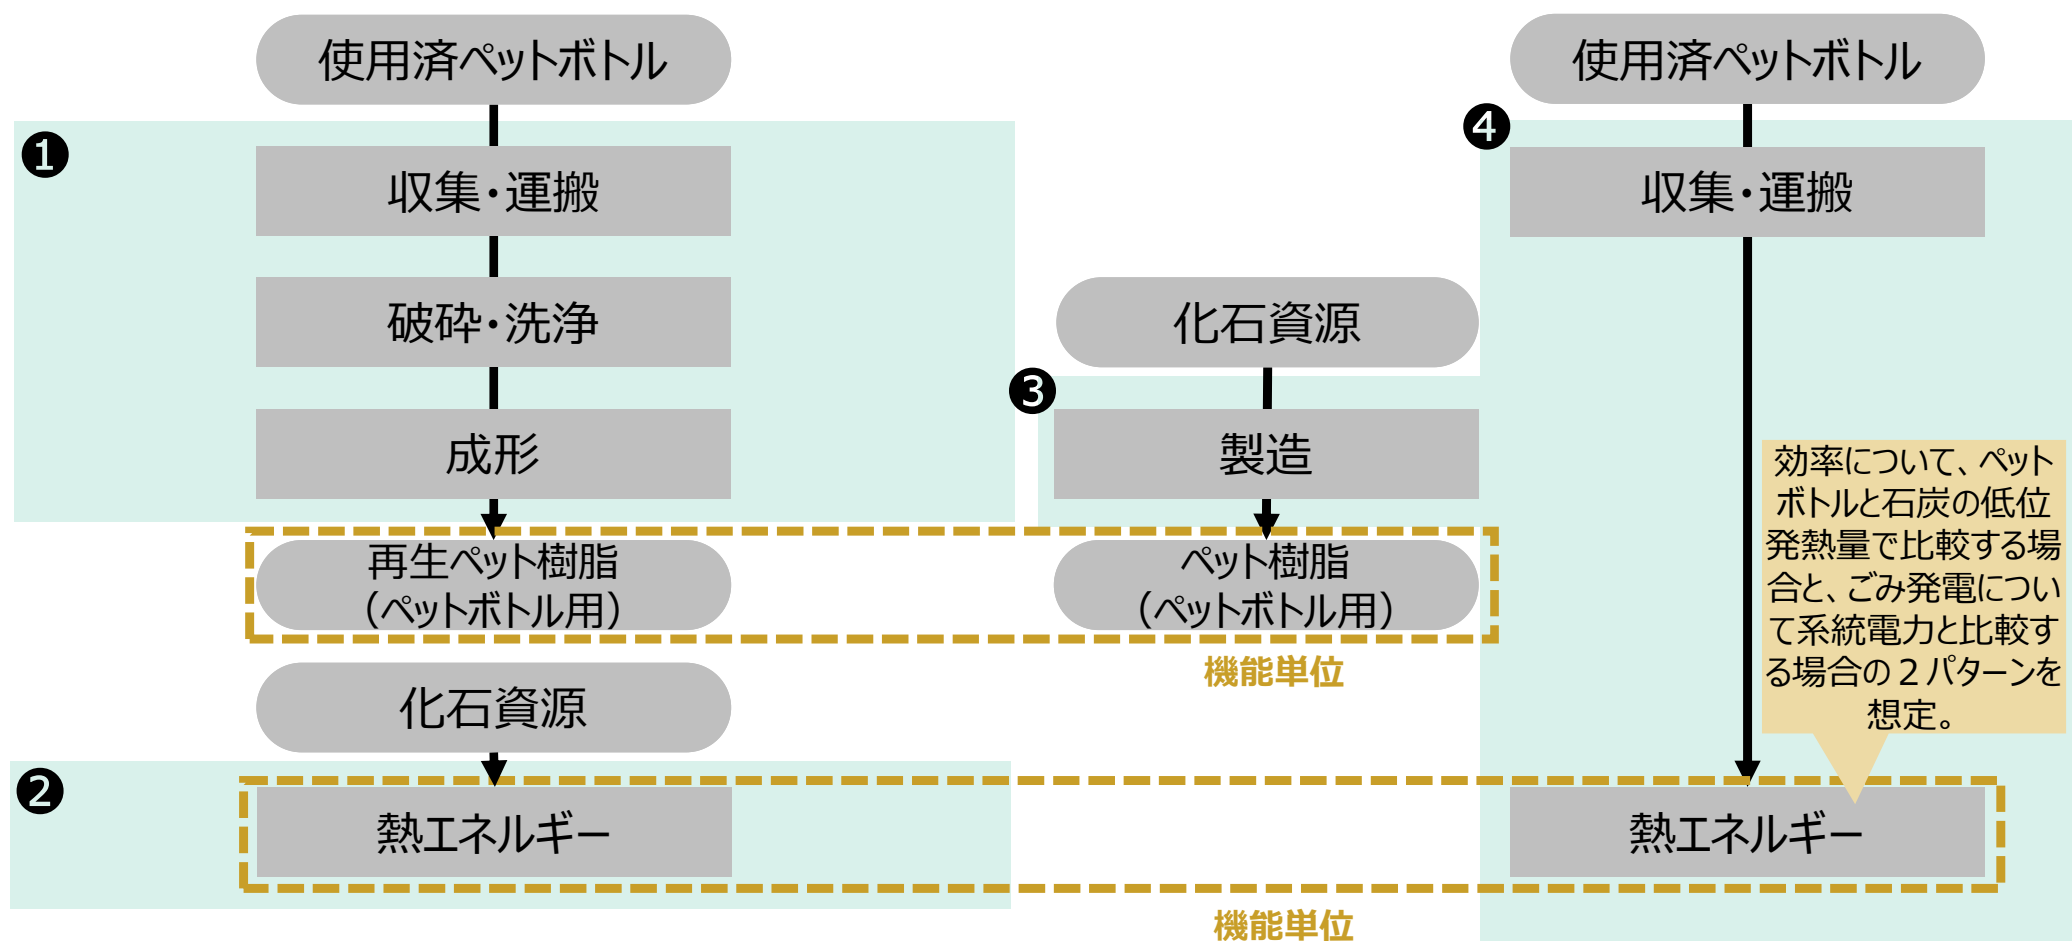 使用済ペットボトル
❶
収集・運搬
破砕・洗浄
成形
再生ペット樹脂
（ペットボトル用）
化石資源
❷
熱エネルギー
化石資源
❸
製造
ペット樹脂
（ペットボトル用）
機能単位
機能単位
使用済ペットボトル
❹
収集・運搬
効率について、ペット
ボトルと石炭の低位
発熱量で比較する場
合と、ごみ発電につい
て系統電力と比較す
る場合の２パターンを
想定。
熱エネルギー